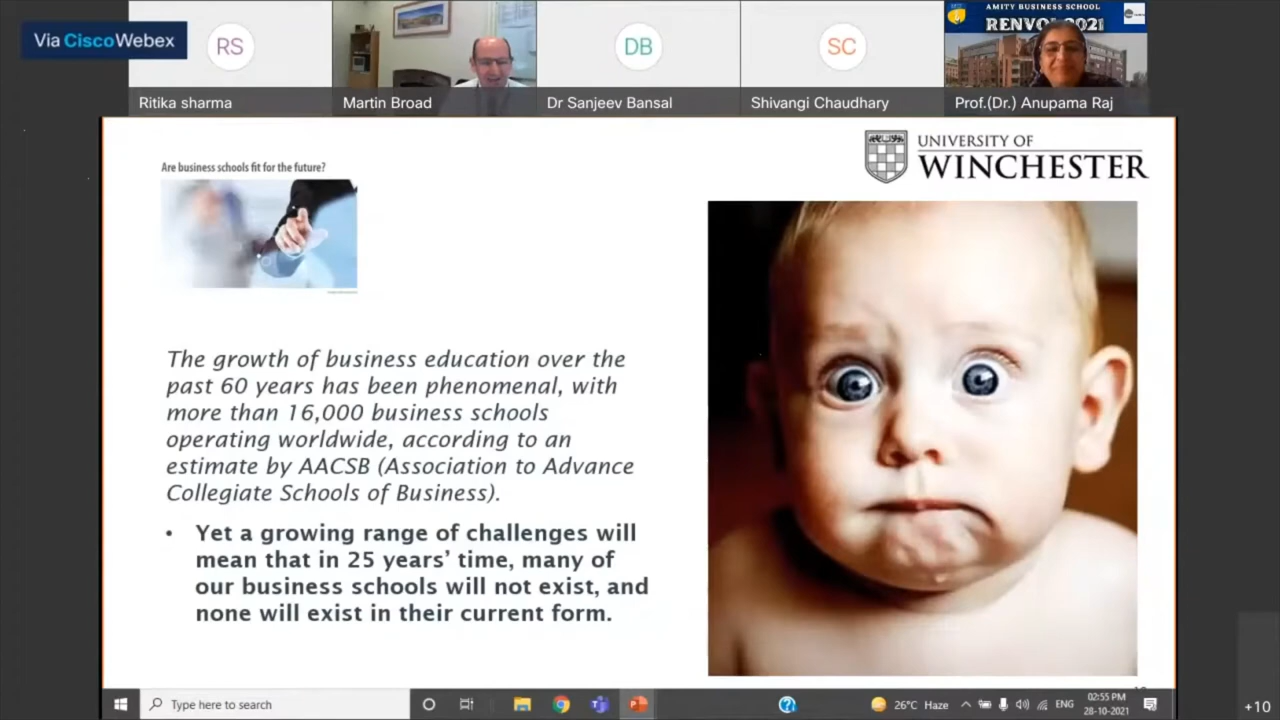 Via Cisco Webex
RS
DB
SC
AMITY BUSINESS SCHOOL
RENVOI 2021
Ritika sharma
Martin Broad
Dr Sanjeev Bansal
Shivangi Chaudhary
Prof.(Dr.) Anupama Raj
Are business schools fit for the future?
UNIVERSITY OF
WINCHESTER
The growth of business education over the
past 60 years has been phenomenal, with
more than 16,000 business schools
operating worldwide, according to an
estimate by AACSB (Association to Advance
Collegiate Schools of Business).
• Yet a growing range of challenges will
mean that in 25 years’ time, many of
our business schools will not exist, and
none will exist in their current form.
Type here to search
26°C Haze
ENG
02:55 PM
28-10-2021
+10